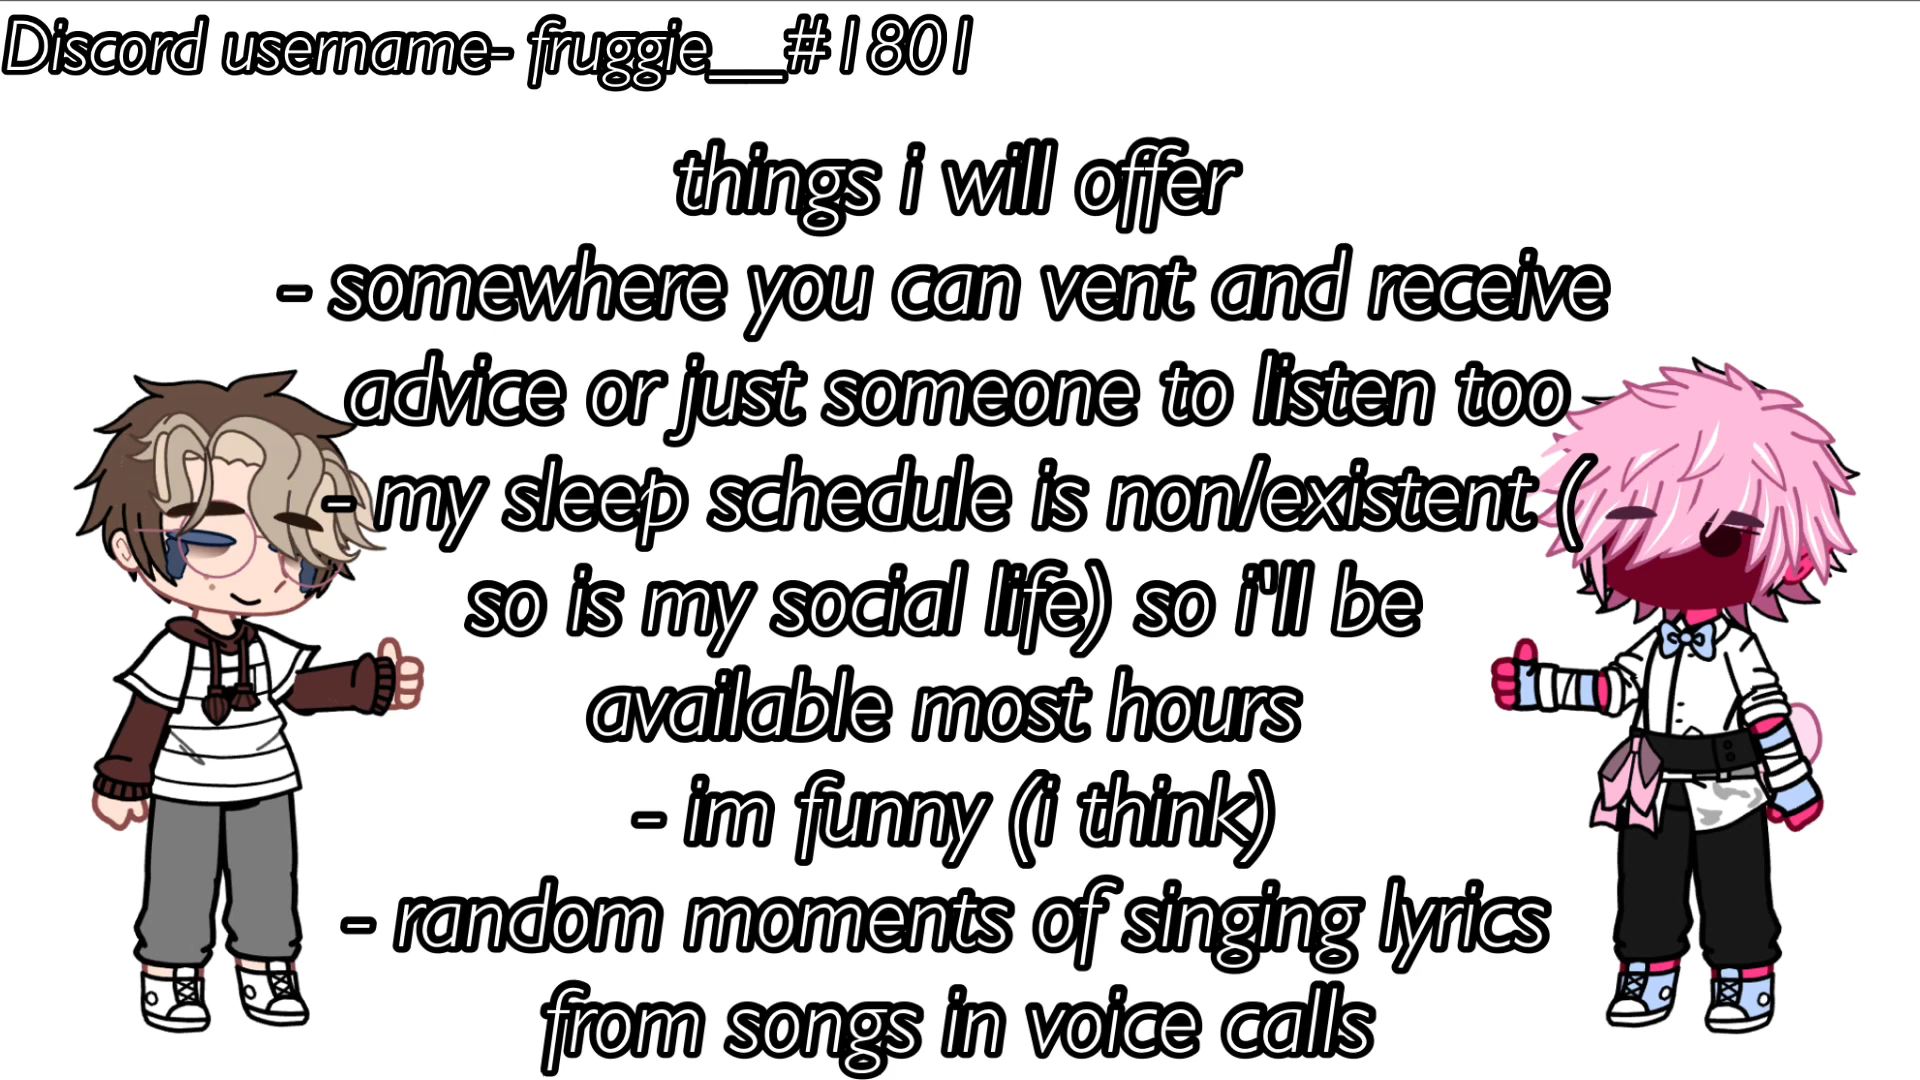 Discord username- fruggie__#1801
things i will offer
- somewhere you can vent and receive
advice or just someone to listen too
- my sleep schedule is non/existent (
so is my social life) so i'll be
available most hours
- im funny (i think)
- random moments of singing lyrics
from songs in voice calls